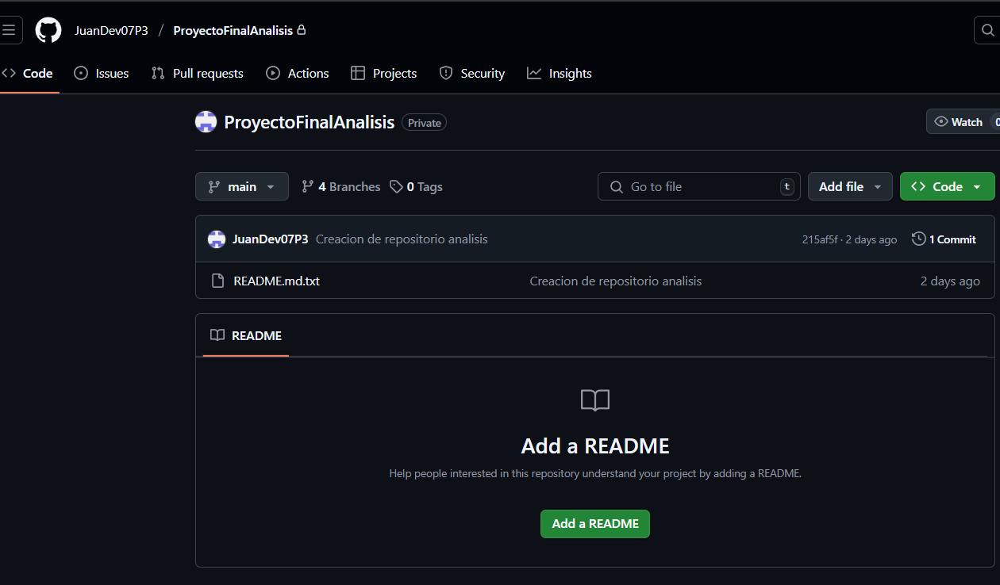 JuanDev07P3 / ProyectoFinalAnalisis
Code Issues Pull requests Actions Projects Security Insights
ProyectoFinalAnalisis Private
Watch 0
main 4 Branches 0 Tags Go to file t Add file Code
JuanDev07P3 Creacion de repositorio analisis 215af5f · 2 days ago 1 Commit
README.md.txt Creacion de repositorio analisis 2 days ago
README
Add a README
Help people interested in this repository understand your project by adding a README.
Add a README